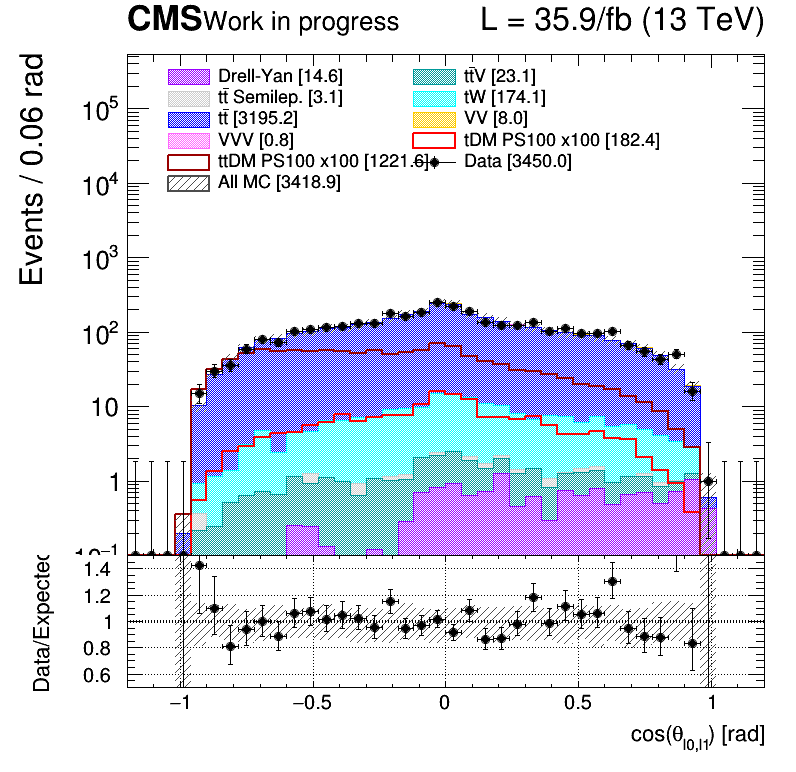 CMS Work in progress L = 35.9/fb (13 TeV)
Events / 0.06 rad
10⁵
10⁴
10³
10²
10
1
10⁻¹
Drell-Yan [14.6]
tt̄V [23.1]
tt̄ Semilep. [3.1]
tW [174.1]
tt̄ [3195.2]
VV [8.0]
VVV [0.8]
tDM PS100 x100 [182.4]
ttDM PS100 x100 [1221.6]
Data [3450.0]
All MC [3418.9]
Data/Expected
1.4
1.2
1
0.8
0.6
−1 −0.5 0 0.5 1
cos(θ_l0,l1) [rad]